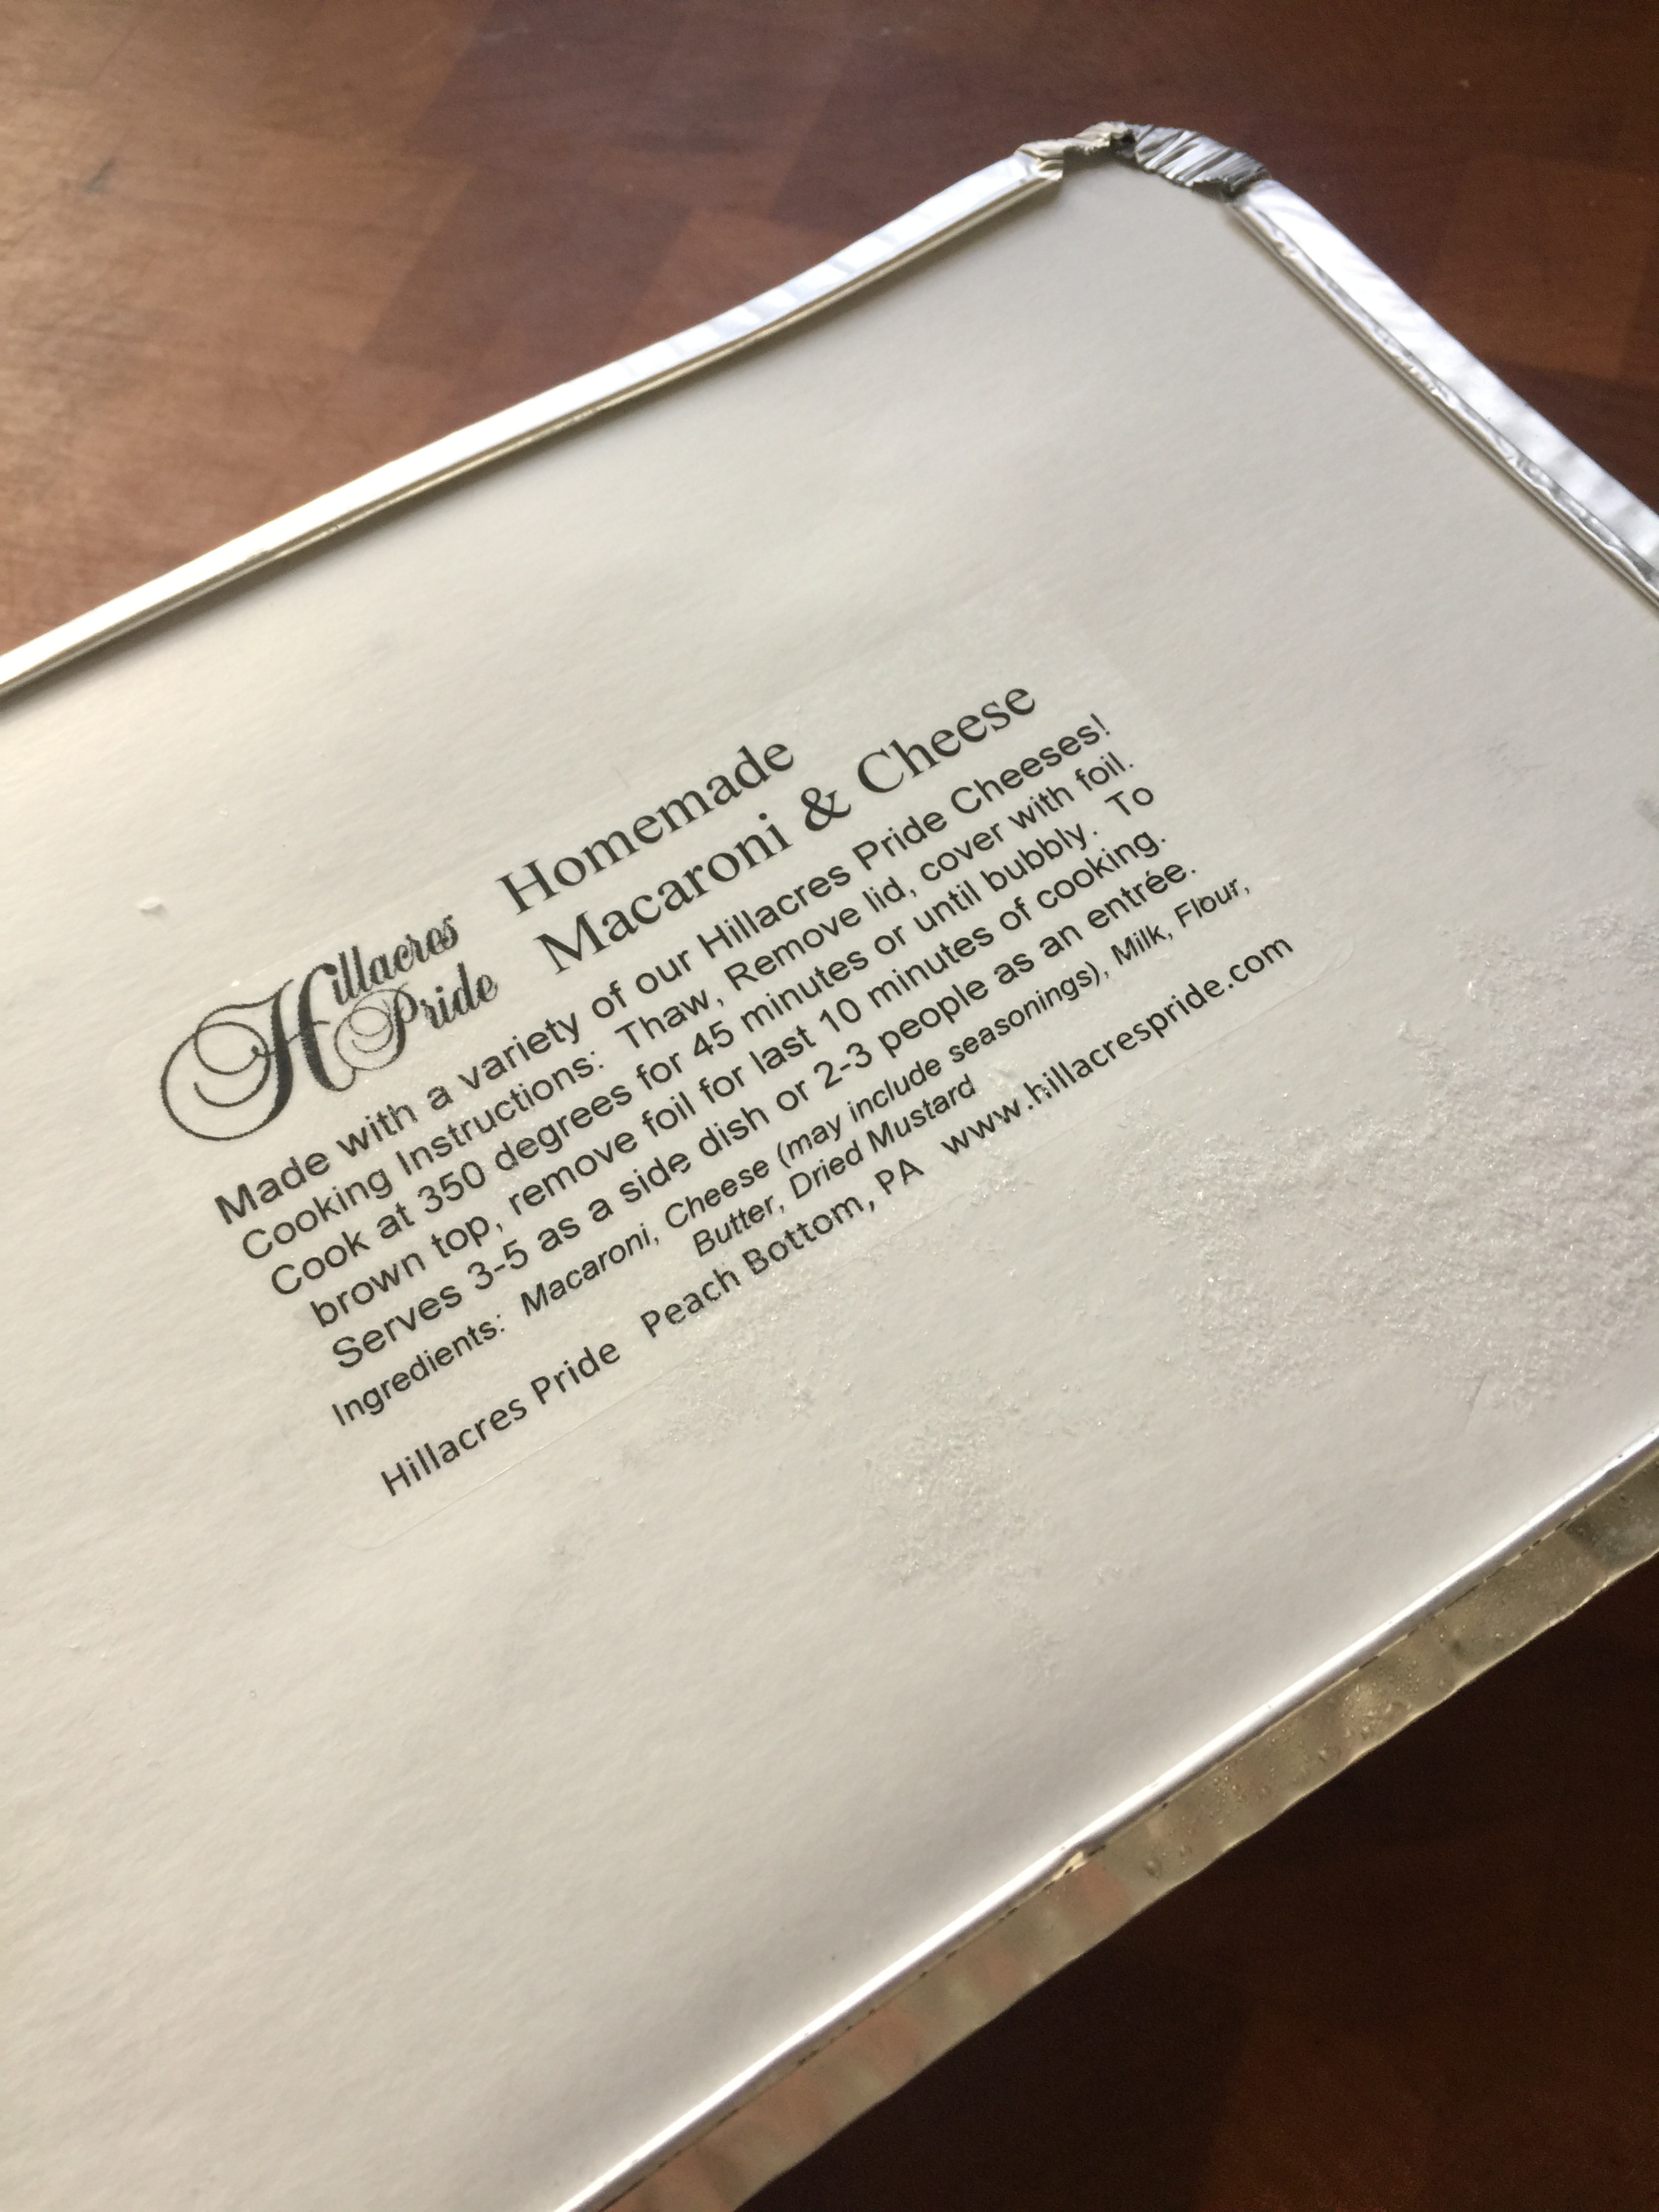 Hillacres
Pride
Homemade
Macaroni & Cheese
Made with a variety of our Hillacres Pride Cheeses!
Cooking Instructions: Thaw, Remove lid, cover with foil.
Cook at 350 degrees for 45 minutes or until bubbly. To
brown top, remove foil for last 10 minutes of cooking.
Serves 3-5 as a side dish or 2-3 people as an entrée.
Ingredients: Macaroni, Cheese (may include seasonings), Milk, Flour,
Butter, Dried Mustard
Hillacres Pride Peach Bottom, PA www.hillacrespride.com